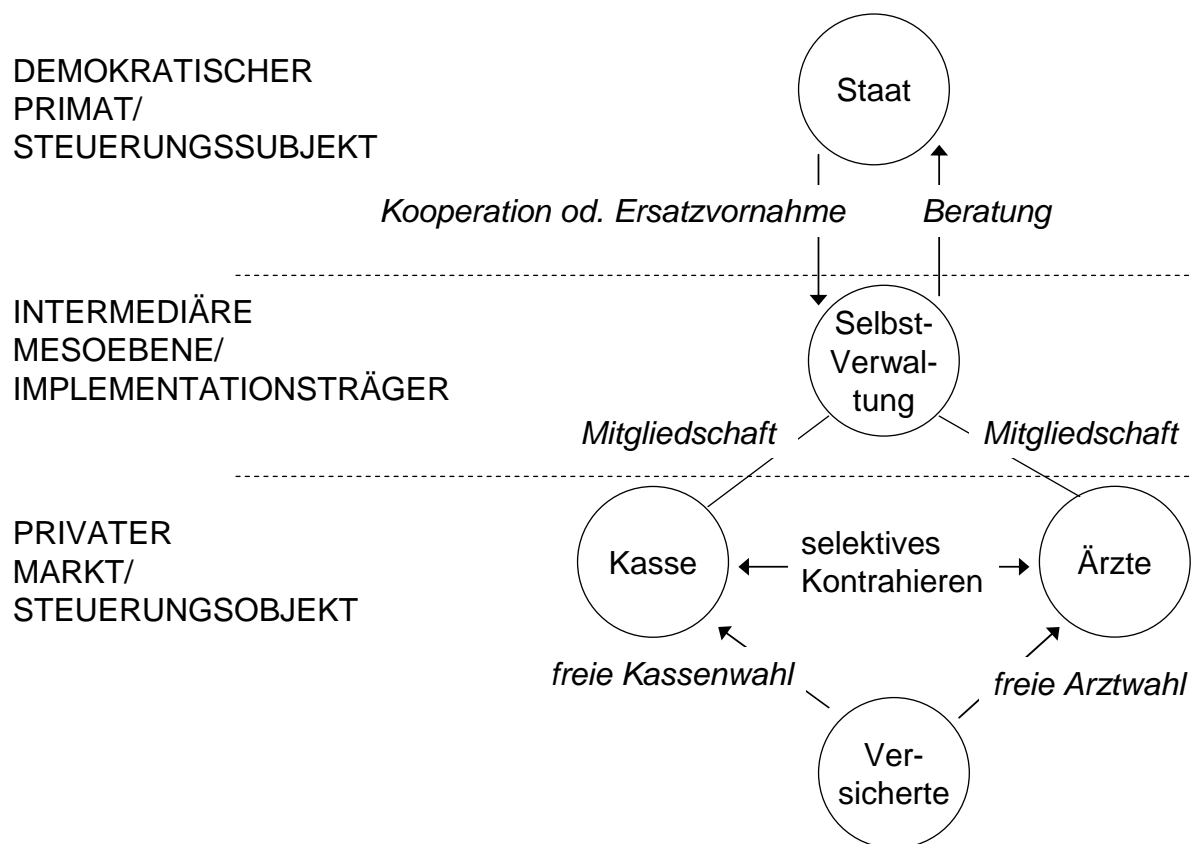 DEMOKRATISCHER
PRIMAT/
STEUERUNGSSUBJEKT
Staat
Kooperation od. Ersatzvornahme
Beratung
INTERMEDIÄRE
MESOEBENE/
IMPLEMENTATIONSTRÄGER
Selbst-
Verwal-
tung
Mitgliedschaft
Mitgliedschaft
PRIVATER
MARKT/
STEUERUNGSOBJEKT
Kasse
selektives
Kontrahieren
Ärzte
freie Kassenwahl
freie Arztwahl
Ver-
sicherte